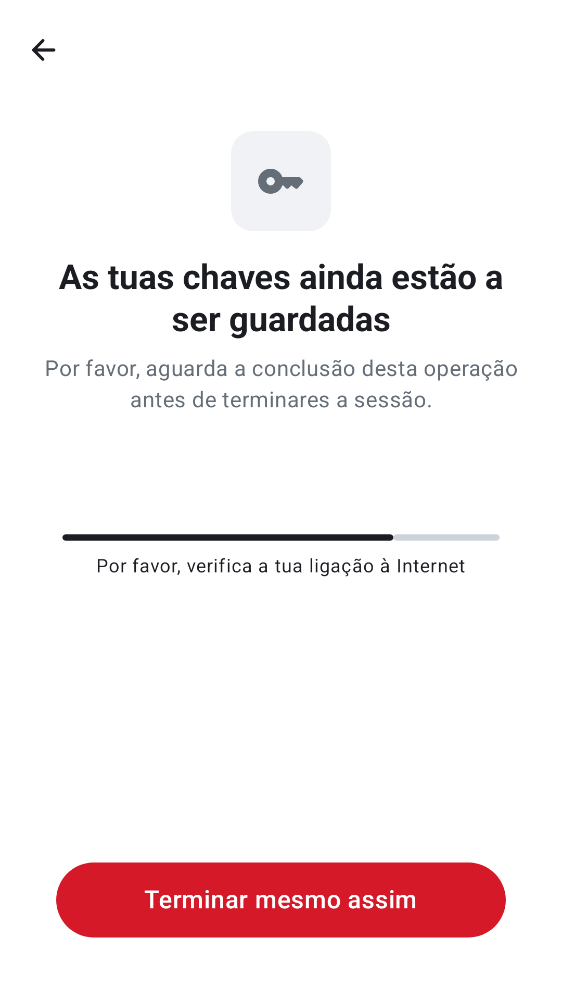 As tuas chaves ainda estão a
ser guardadas
Por favor, aguarda a conclusão desta operação
antes de terminares a sessão.
Por favor, verifica a tua ligação à Internet
Terminar mesmo assim